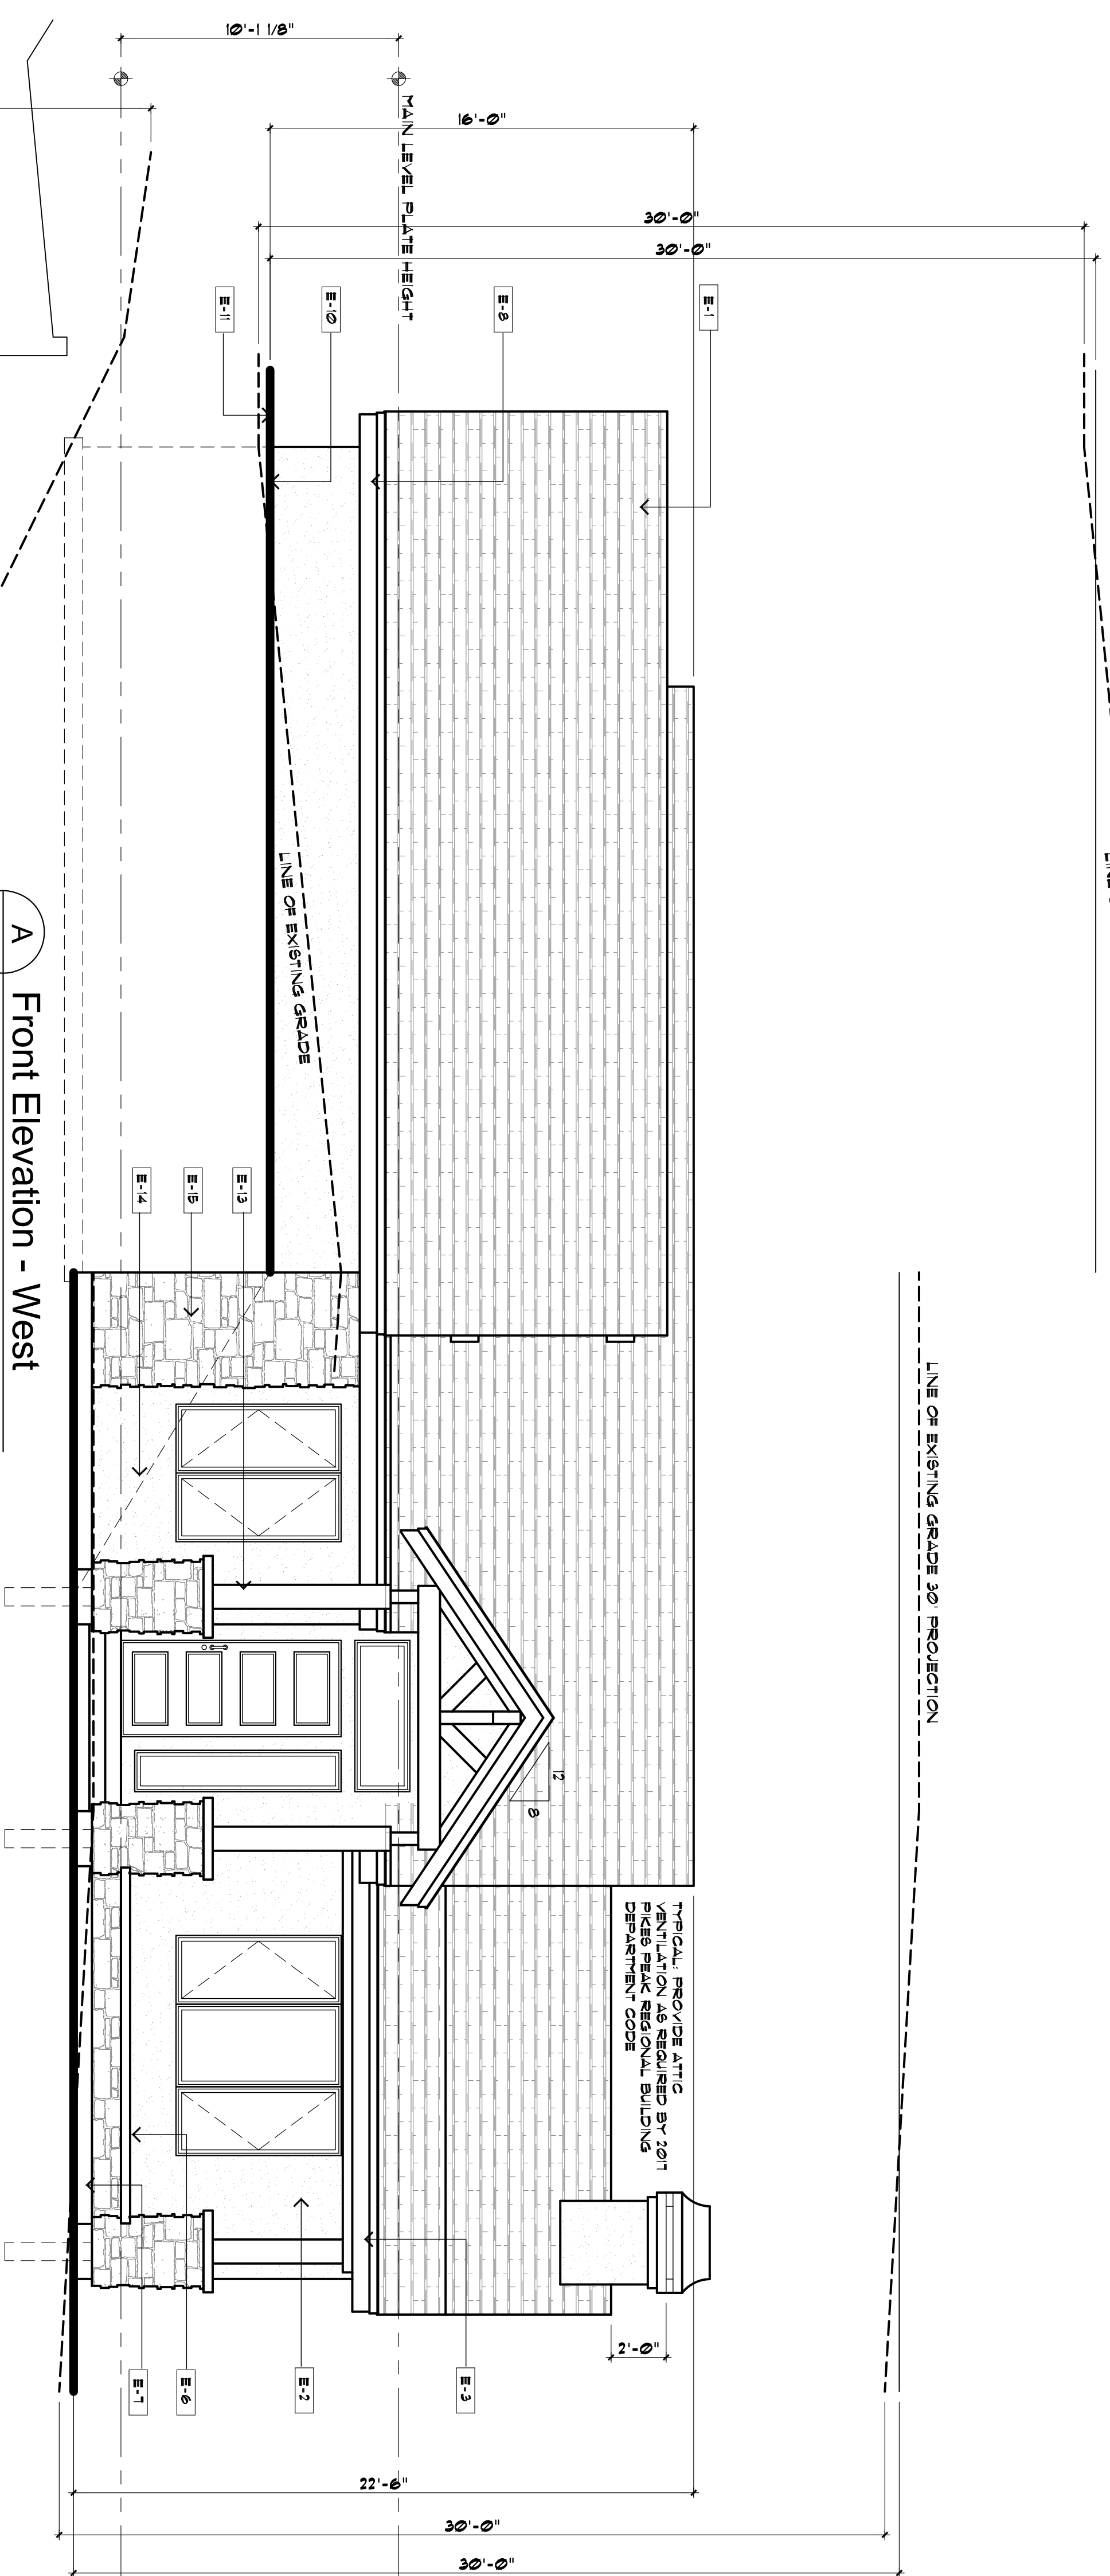 10'-1 1/8"
16'-0"
30'-0"
30'-0"
MAIN LEVEL PLATE HEIGHT
E-11
E-10
E-8
E-1
LINE OF EXISTING GRADE
E-14
E-15
E-13
LINE OF EXISTING GRADE 30' PROJECTION
12
8
TYPICAL: PROVIDE ATTIC
VENTILATION AS REQUIRED BY 2017
PIKES PEAK REGIONAL BUILDING
DEPARTMENT CODE
2'-0"
E-7
E-6
E-2
E-3
22'-6"
30'-0"
30'-0"
A
Front Elevation - West